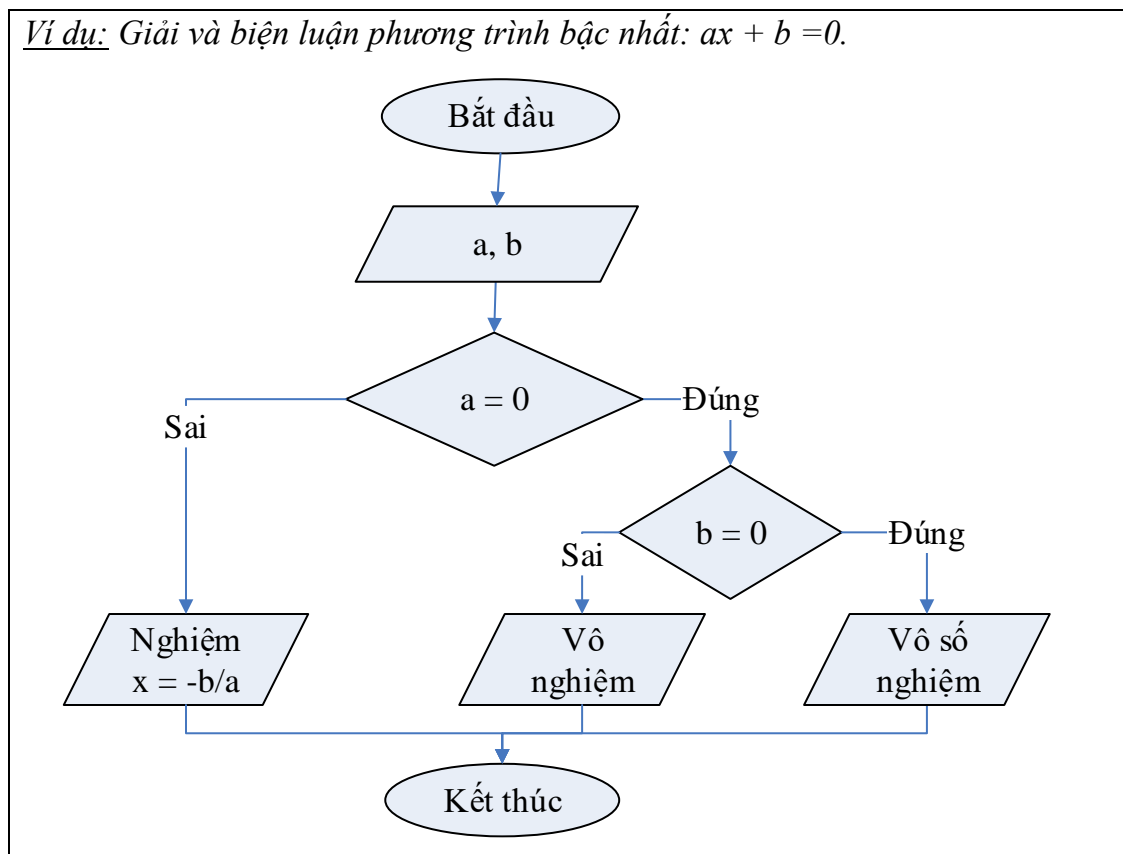 Ví dụ: Giải và biện luận phương trình bậc nhất: ax + b =0.
Bắt đầu
a, b
a = 0
Sai
Đúng
b = 0
Sai
Đúng
Nghiệm
x = -b/a
Vô
nghiệm
Vô số
nghiệm
Kết thúc